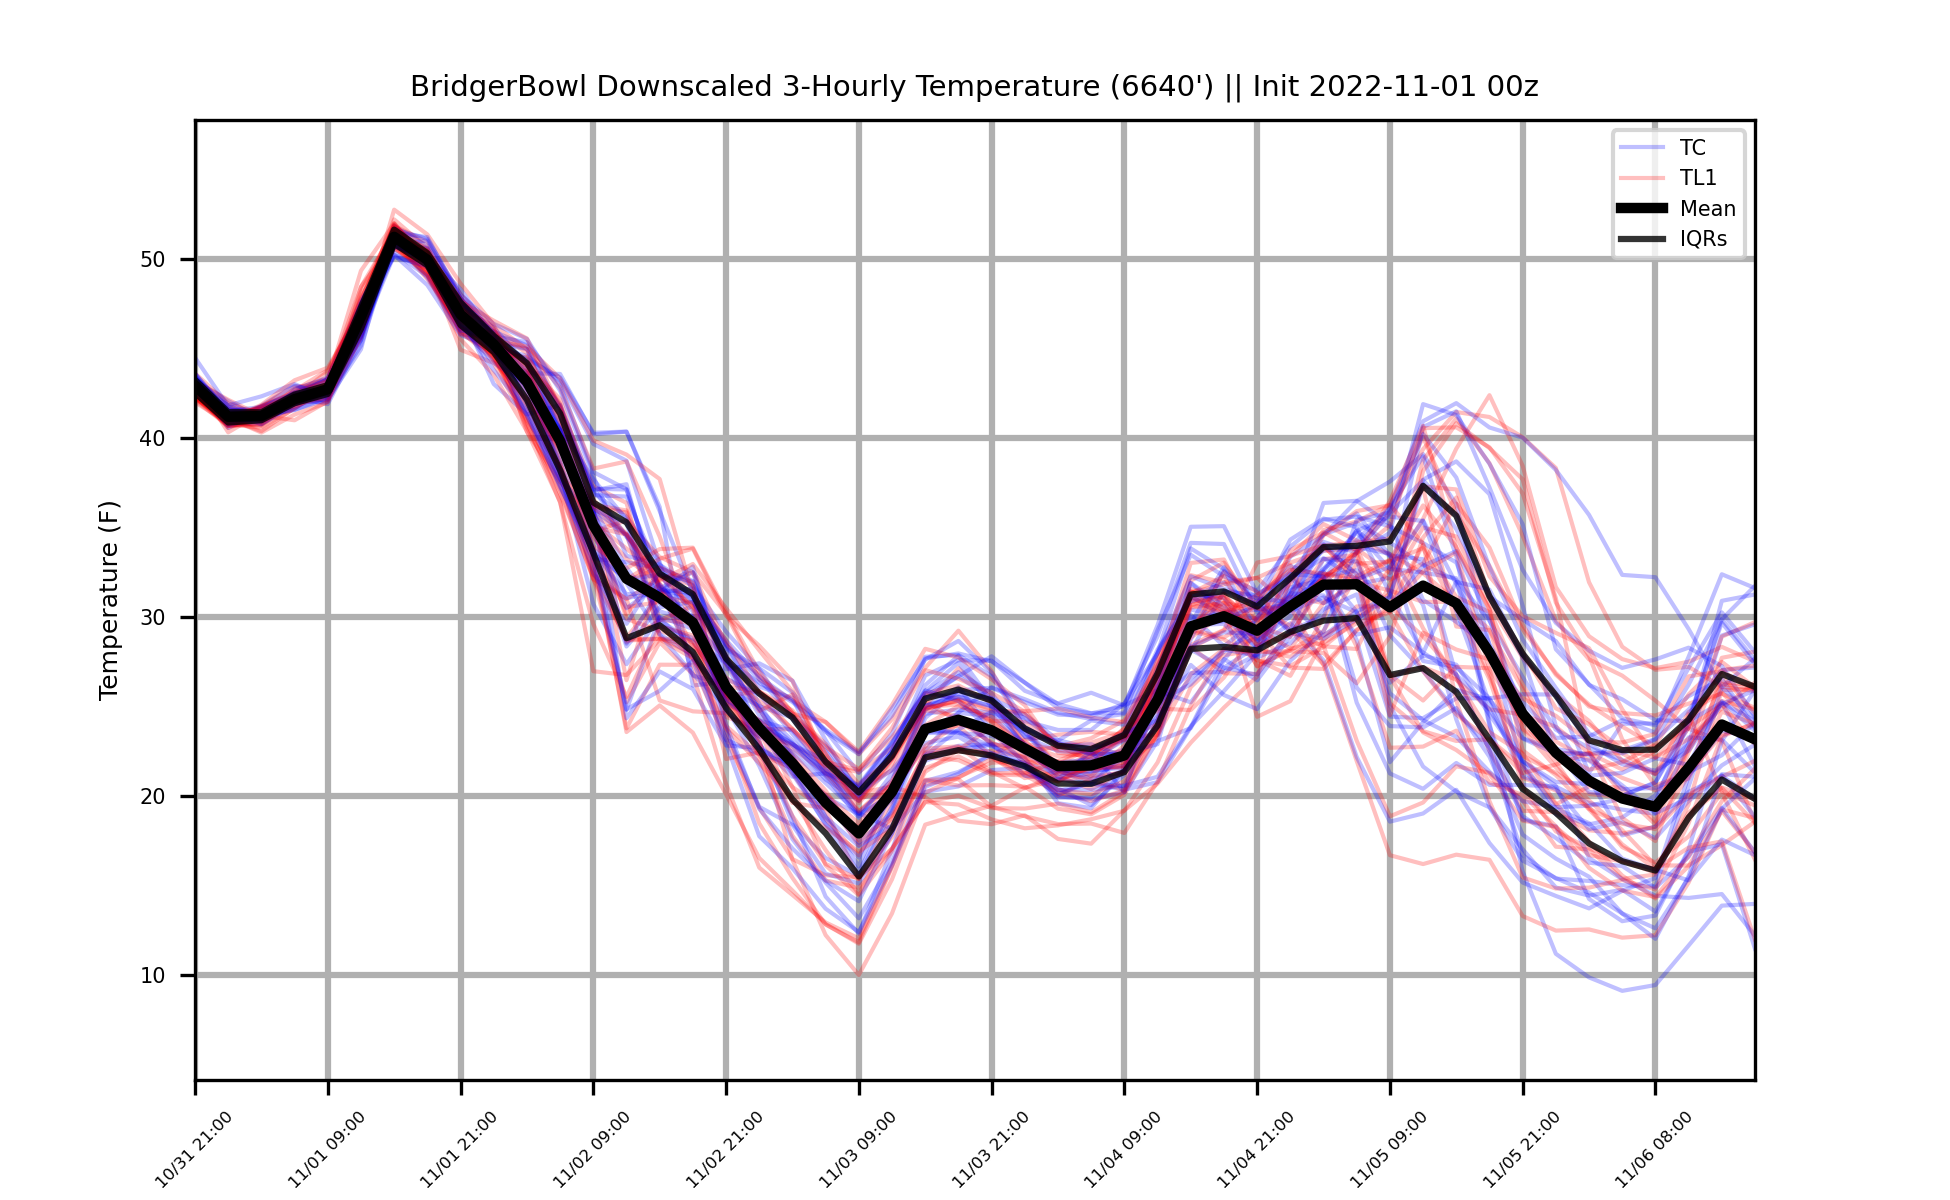 BridgerBowl Downscaled 3-Hourly Temperature (6640') || Init 2022-11-01 00z
TC
TL1
Mean
IQRs
Temperature (F)
50
40
30
20
10
10/31 21:00
11/01 09:00
11/01 21:00
11/02 09:00
11/02 21:00
11/03 09:00
11/03 21:00
11/04 09:00
11/04 21:00
11/05 09:00
11/05 21:00
11/06 08:00